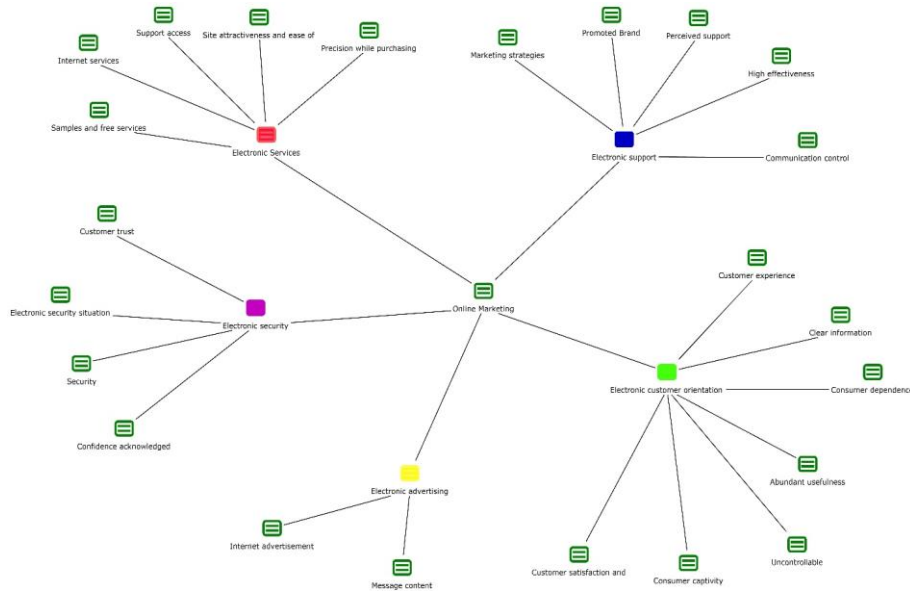 Support access
Site attractiveness and ease of
Precision while purchasing
Internet services
Samples and free services
Electronic Services
Promoted Brand
Perceived support
Marketing strategies
High effectiveness
Electronic support
Communication control
Customer trust
Electronic security situation
Electronic security
Security
Confidence acknowledged
Online Marketing
Customer experience
Clear information
Electronic customer orientation
Consumer dependence
Abundant usefulness
Uncontrollable
Customer satisfaction and
Consumer captivity
Electronic advertising
Internet advertisement
Message content